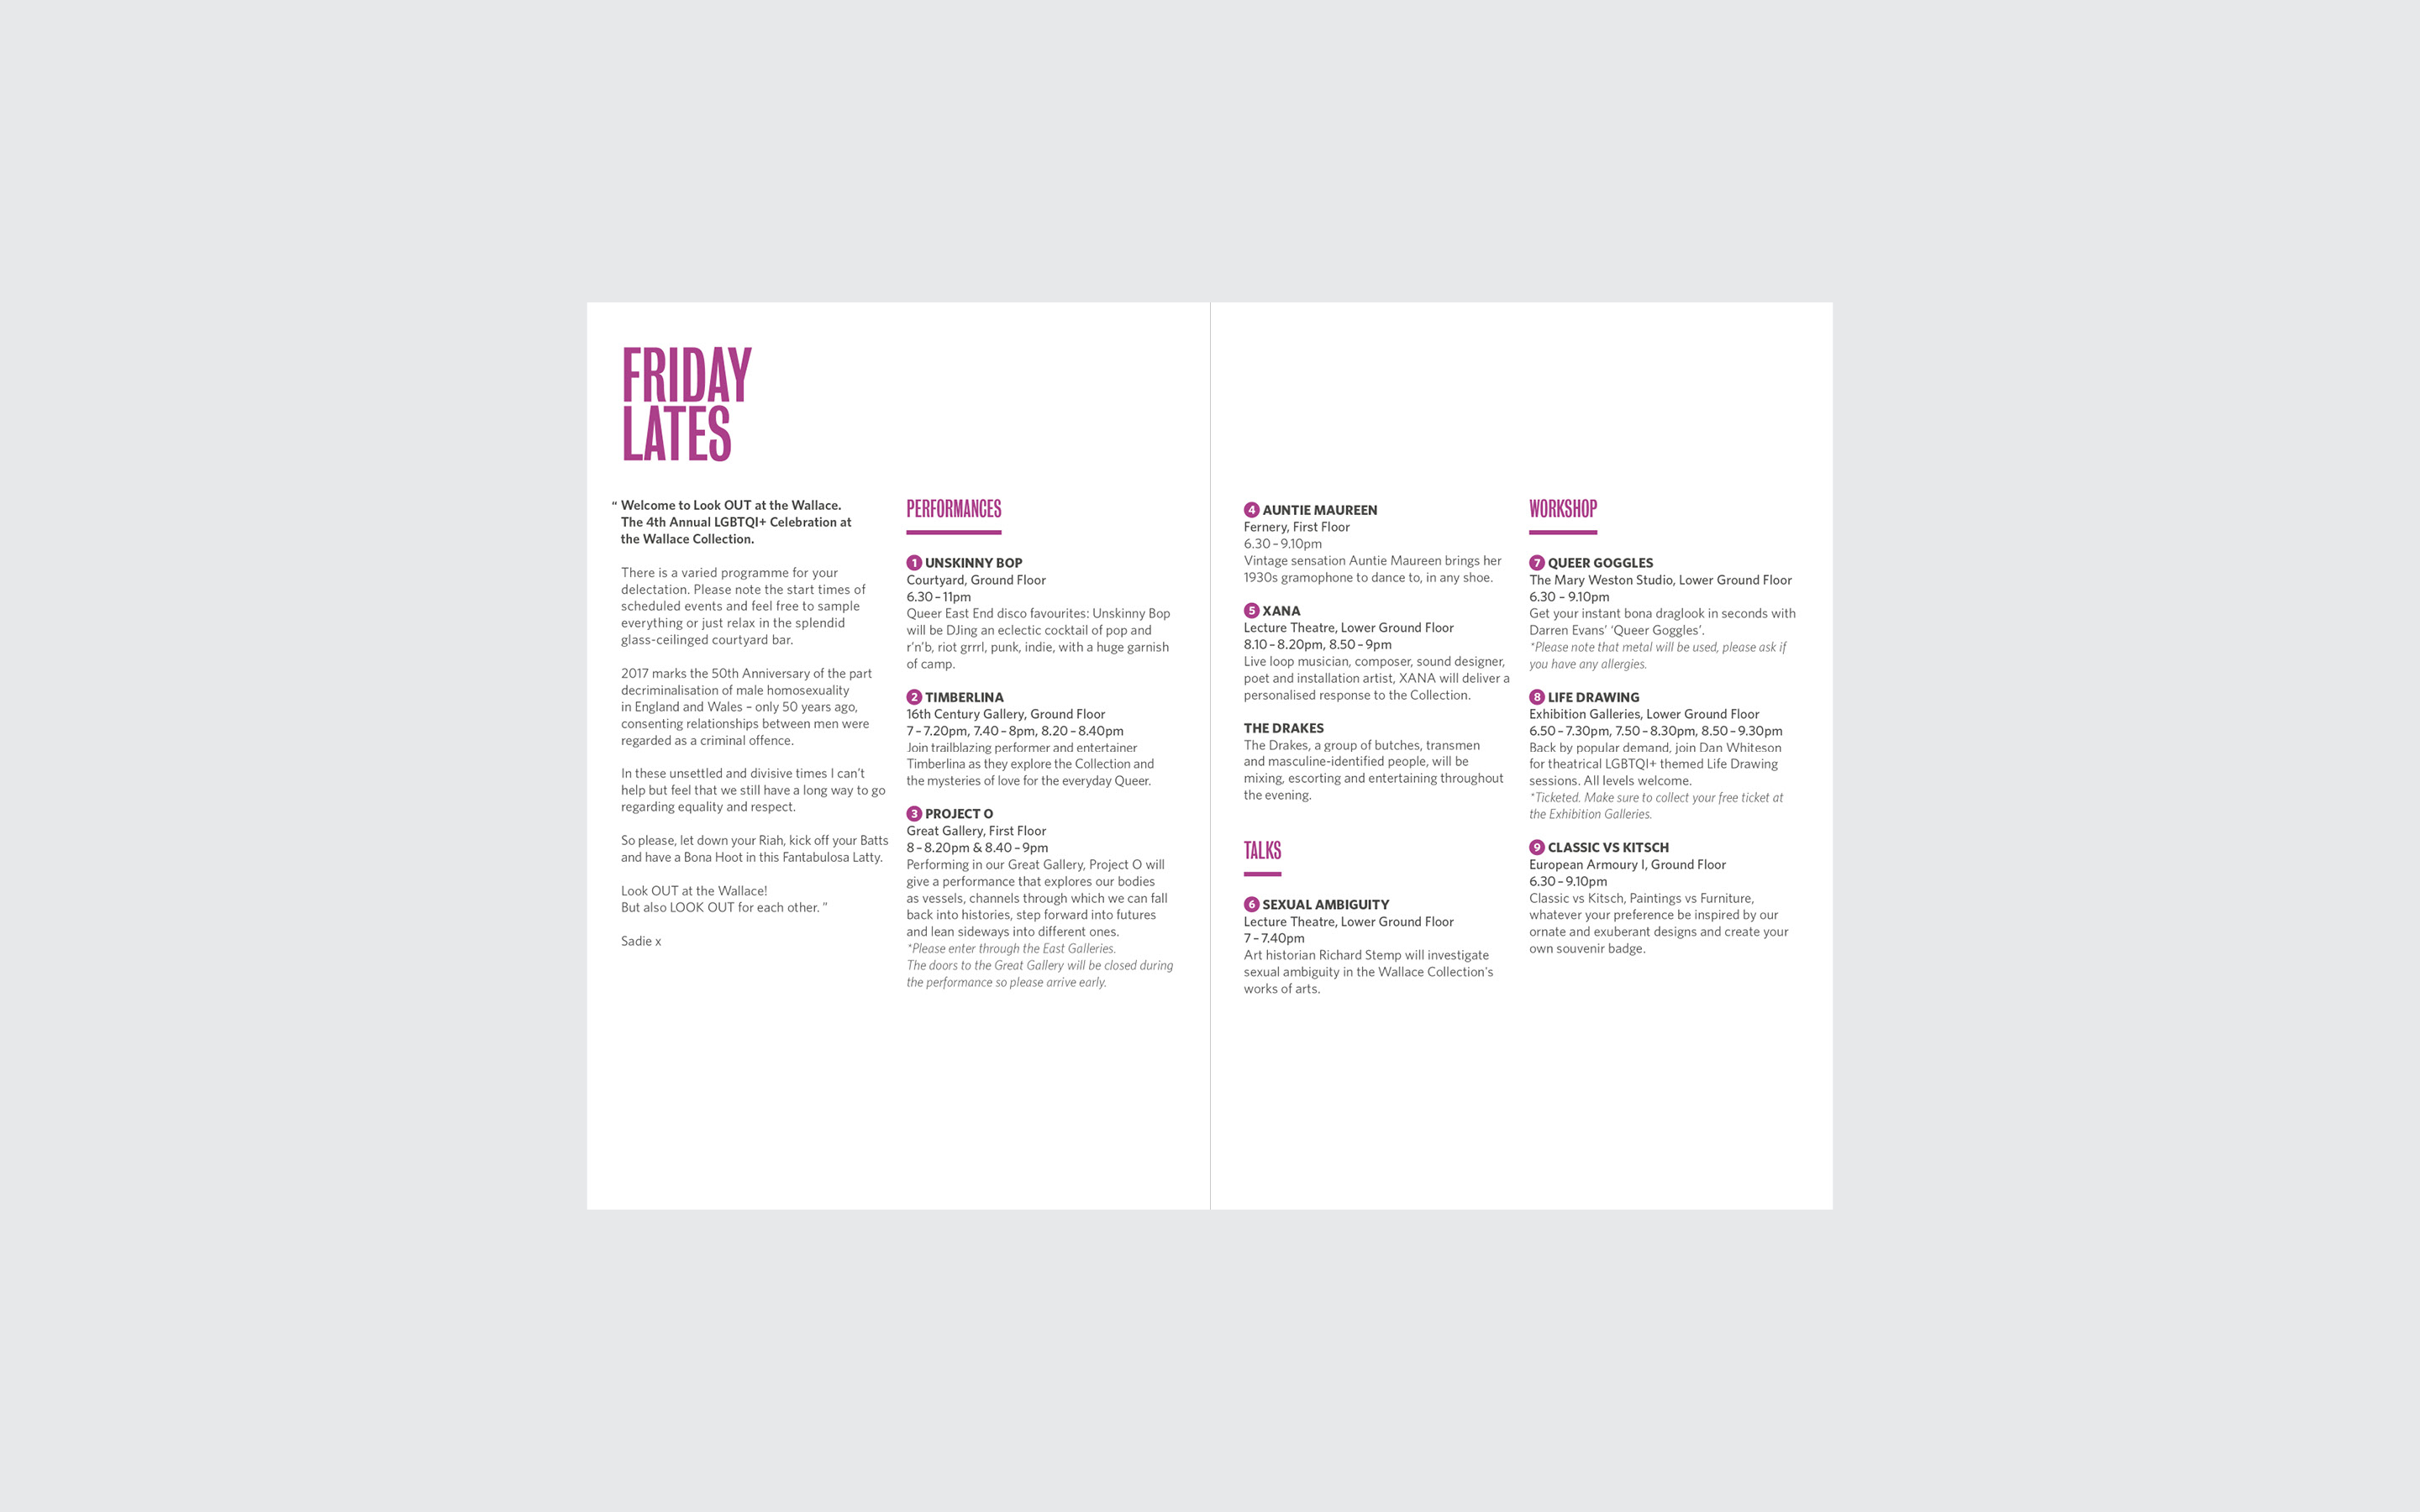 FRIDAY
LATES
“ Welcome to Look OUT at the Wallace.
The 4th Annual LGBTQI+ Celebration at
the Wallace Collection.
There is a varied programme for your
delectation. Please note the start times of
scheduled events and feel free to sample
everything or just relax in the splendid
glass-ceilinged courtyard bar.
2017 marks the 50th Anniversary of the part
decriminalisation of male homosexuality
in England and Wales – only 50 years ago,
consenting relationships between men were
regarded as a criminal offence.
In these unsettled and divisive times I can’t
help but feel that we still have a long way to go
regarding equality and respect.
So please, let down your Riah, kick off your Batts
and have a Bona Hoot in this Fantabulosa Latty.
Look OUT at the Wallace!
But also LOOK OUT for each other. ”
Sadie x
PERFORMANCES
1 UNSKINNY BOP
Courtyard, Ground Floor
6.30 – 11pm
Queer East End disco favourites: Unskinny Bop
will be DJing an eclectic cocktail of pop and
r’n’b, riot grrrl, punk, indie, with a huge garnish
of camp.
2 TIMBERLINA
16th Century Gallery, Ground Floor
7 – 7.20pm, 7.40 – 8pm, 8.20 – 8.40pm
Join trailblazing performer and entertainer
Timberlina as they explore the Collection and
the mysteries of love for the everyday Queer.
3 PROJECT O
Great Gallery, First Floor
8 – 8.20pm & 8.40 – 9pm
Performing in our Great Gallery, Project O will
give a performance that explores our bodies
as vessels, channels through which we can fall
back into histories, step forward into futures
and lean sideways into different ones.
*Please enter through the East Galleries.
The doors to the Great Gallery will be closed during
the performance so please arrive early.
4 AUNTIE MAUREEN
Fernery, First Floor
6.30 – 9.10pm
Vintage sensation Auntie Maureen brings her
1930s gramophone to dance to, in any shoe.
5 XANA
Lecture Theatre, Lower Ground Floor
8.10 – 8.20pm, 8.50 – 9pm
Live loop musician, composer, sound designer,
poet and installation artist, XANA will deliver a
personalised response to the Collection.
THE DRAKES
The Drakes, a group of butches, transmen
and masculine-identified people, will be
mixing, escorting and entertaining throughout
the evening.
TALKS
6 SEXUAL AMBIGUITY
Lecture Theatre, Lower Ground Floor
7 – 7.40pm
Art historian Richard Stemp will investigate
sexual ambiguity in the Wallace Collection’s
works of arts.
WORKSHOP
7 QUEER GOGGLES
The Mary Weston Studio, Lower Ground Floor
6.30 – 9.10pm
Get your instant bona draglook in seconds with
Darren Evans’ ‘Queer Goggles’.
*Please note that metal will be used, please ask if
you have any allergies.
8 LIFE DRAWING
Exhibition Galleries, Lower Ground Floor
6.50 – 7.30pm, 7.50 – 8.30pm, 8.50 – 9.30pm
Back by popular demand, join Dan Whiteson
for theatrical LGBTQI+ themed Life Drawing
sessions. All levels welcome.
*Ticketed. Make sure to collect your free ticket at
the Exhibition Galleries.
9 CLASSIC VS KITSCH
European Armoury I, Ground Floor
6.30 – 9.10pm
Classic vs Kitsch, Paintings vs Furniture,
whatever your preference be inspired by our
ornate and exuberant designs and create your
own souvenir badge.